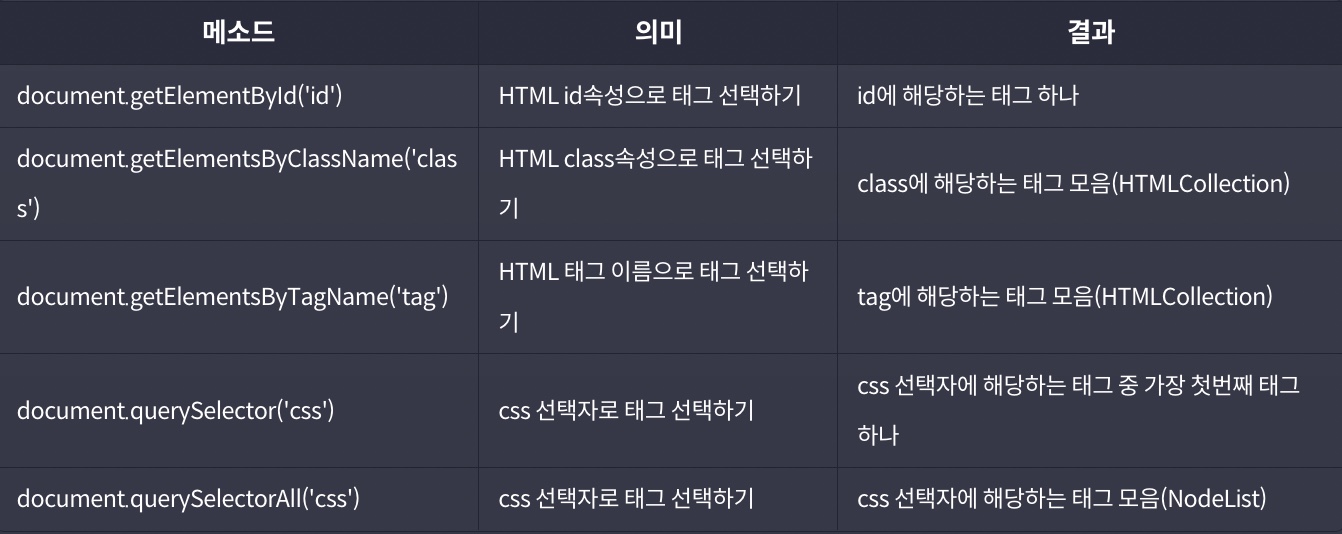 메소드 의미 결과
document.getElementById('id') HTML id속성으로 태그 선택하기 id에 해당하는 태그 하나
document.getElementsByClassName('clas
s')
HTML class속성으로 태그 선택하
기
class에 해당하는 태그 모음(HTMLCollection)
document.getElementsByTagName('tag')
HTML 태그 이름으로 태그 선택하
기
tag에 해당하는 태그 모음(HTMLCollection)
document.querySelector('css')
css 선택자로 태그 선택하기
css 선택자에 해당하는 태그 중 가장 첫번째 태그
하나
document.querySelectorAll('css') css 선택자로 태그 선택하기 css 선택자에 해당하는 태그 모음(NodeList)